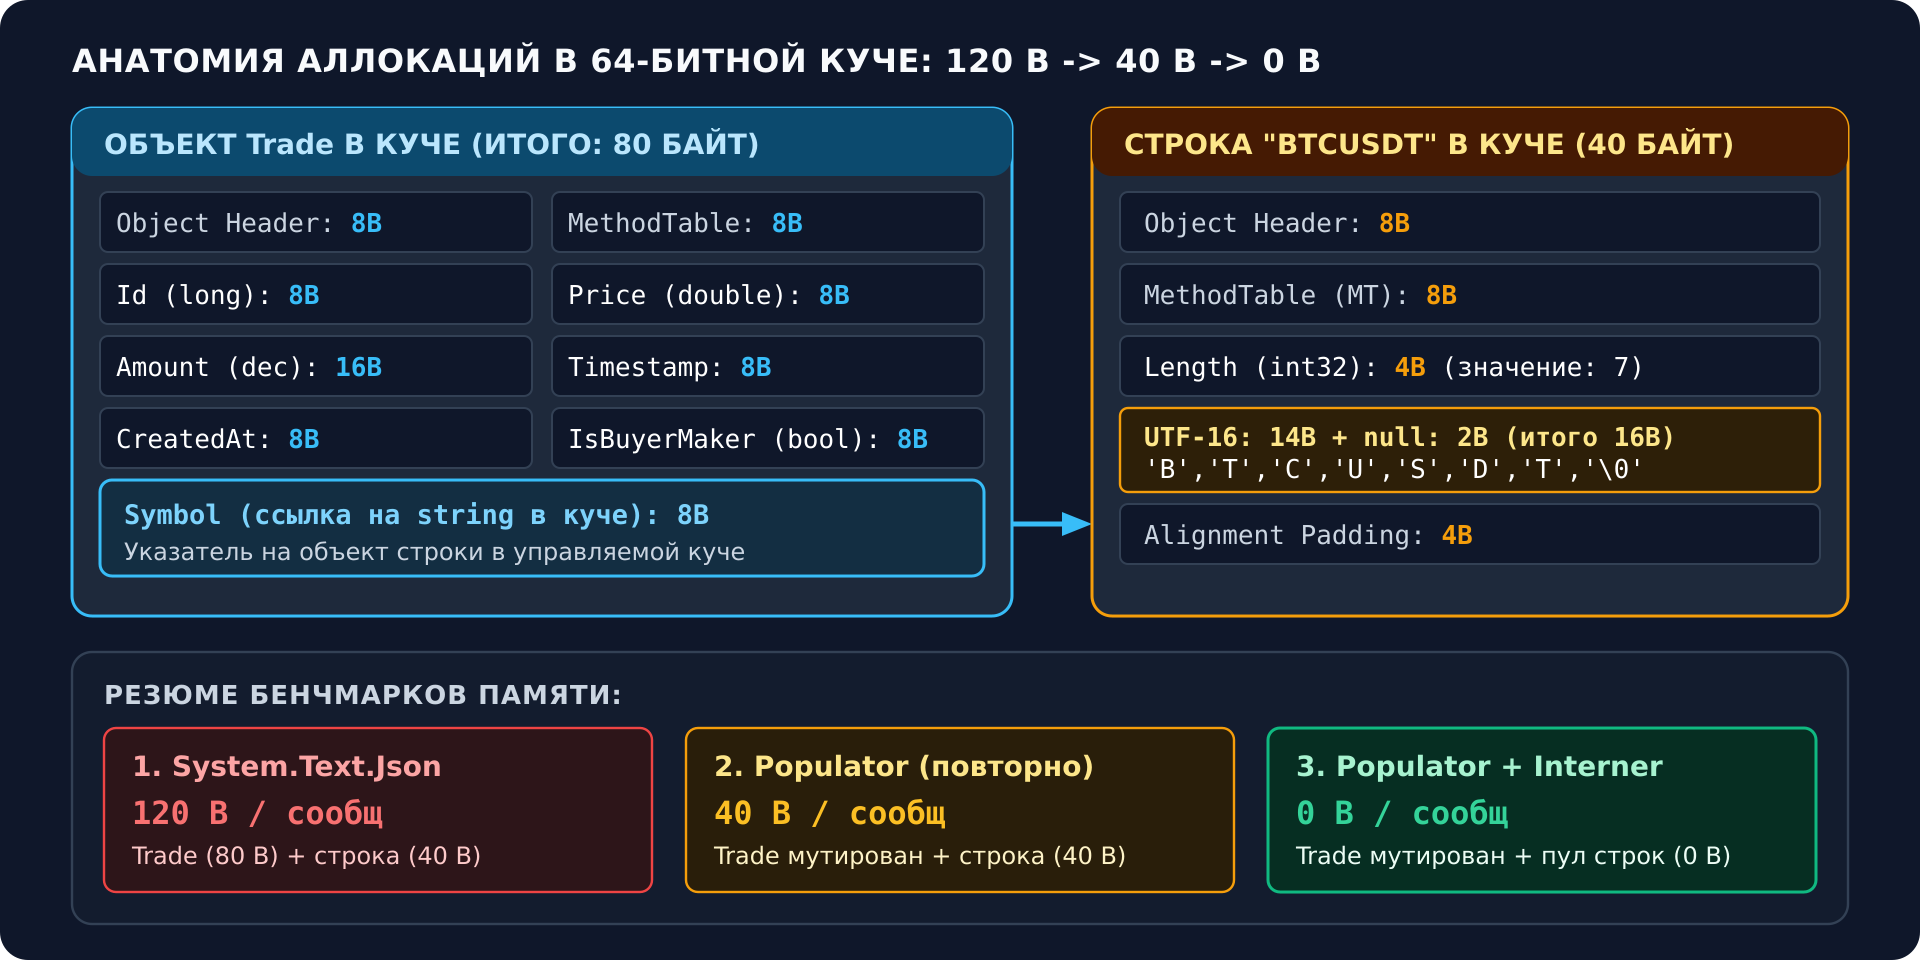 АНАТОМИЯ АЛЛОКАЦИЙ В 64-БИТНОЙ КУЧЕ: 120 B -> 40 B -> 0 B
ОБЪЕКТ Trade В КУЧЕ (ИТОГО: 80 БАЙТ)
Object Header: 8B
MethodTable: 8B
Id (long): 8B
Price (double): 8B
Amount (dec): 16B
Timestamp: 8B
CreatedAt: 8B
IsBuyerMaker (bool): 8B
Symbol (ссылка на string в куче): 8B
Указатель на объект строки в управляемой куче
СТРОКА "BTCUSDT" В КУЧЕ (40 БАЙТ)
Object Header: 8B
MethodTable (MT): 8B
Length (int32): 4B (значение: 7)
UTF-16: 14B + null: 2B (итого 16B)
'B','T','C','U','S','D','T','\0'
Alignment Padding: 4B
РЕЗЮМЕ БЕНЧМАРКОВ ПАМЯТИ:
1. System.Text.Json
120 B / сообщ
Trade (80 B) + строка (40 B)
2. Populator (повторно)
40 B / сообщ
Trade мутирован + строка (40 B)
3. Populator + Interner
0 B / сообщ
Trade мутирован + пул строк (0 B)